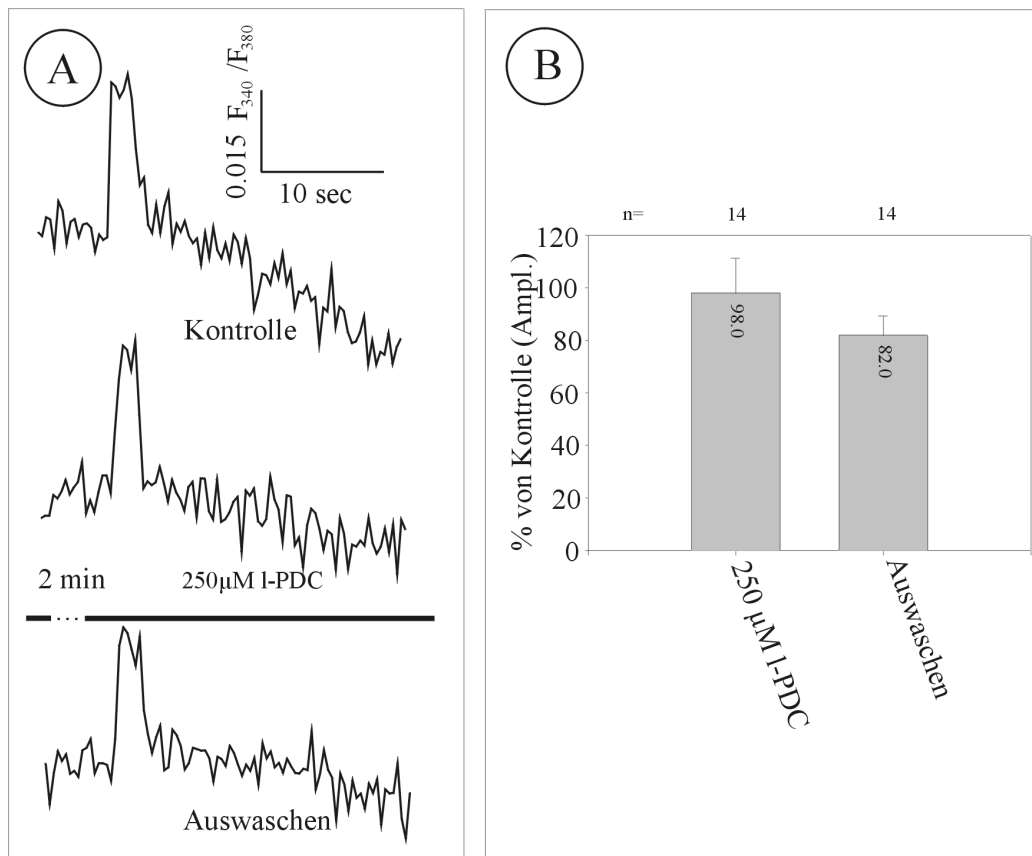 A
0.015 F340 /F380
10 sec
Kontrolle
2 min
250µM l-PDC
Auswaschen
B
n= 14 14
% von Kontrolle (Ampl.)
120
100
80
60
40
20
0
98.0
82.0
250 µM l-PDC
Auswaschen